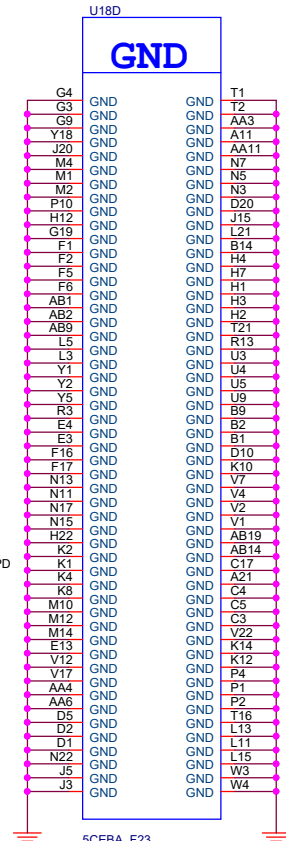 U18D
GND
G4 GND GND T1
G3 GND GND T2
G9 GND GND AA3
Y18 GND GND A11
J20 GND GND AA11
M4 GND GND N7
M1 GND GND N5
M2 GND GND N3
P10 GND GND D20
H12 GND GND J15
G19 GND GND L21
F1 GND GND B14
F2 GND GND H4
F5 GND GND H7
F6 GND GND H1
AB1 GND GND H3
AB2 GND GND H2
AB9 GND GND T21
L5 GND GND R13
L3 GND GND U3
Y1 GND GND U4
Y2 GND GND U5
Y5 GND GND U9
R3 GND GND B9
E4 GND GND B2
E3 GND GND B1
F16 GND GND D10
F17 GND GND K10
N13 GND GND V7
N11 GND GND V4
N17 GND GND V2
N15 GND GND V1
H22 GND GND AB19
K2 GND GND AB14
K1 GND GND C17
K4 GND GND A21
K8 GND GND C4
M10 GND GND C5
M12 GND GND C3
M14 GND GND V22
E13 GND GND K14
V12 GND GND K12
V17 GND GND P4
AA4 GND GND P1
AA6 GND GND P2
D5 GND GND T16
D2 GND GND L13
D1 GND GND L11
N22 GND GND L15
J5 GND GND W3
J3 GND GND W4